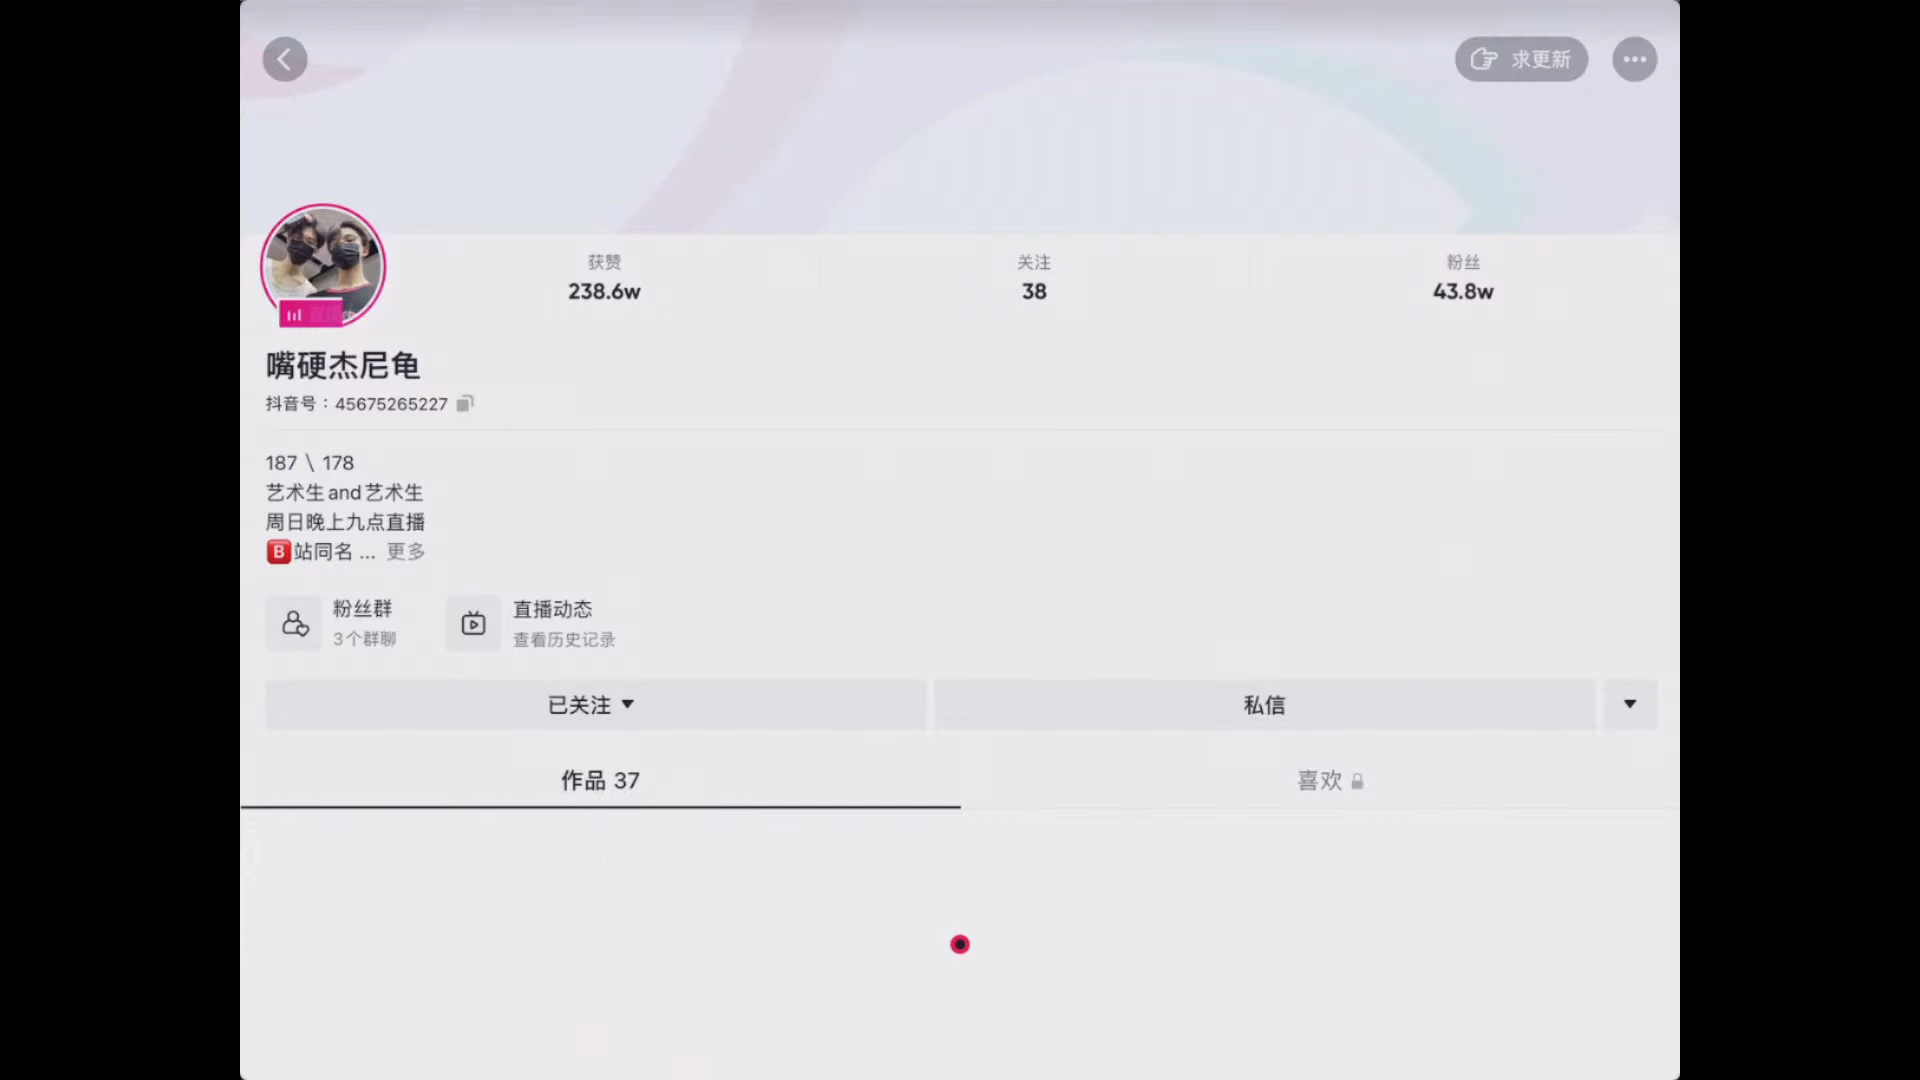 求更新
获赞
238.6w
关注
38
粉丝
43.8w
嘴硬杰尼龟
抖音号：45675265227
187 \ 178
艺术生and艺术生
周日晚上九点直播
🅱️站同名 ... 更多
粉丝群
3个群聊
直播动态
查看历史记录
已关注
私信
作品 37
喜欢